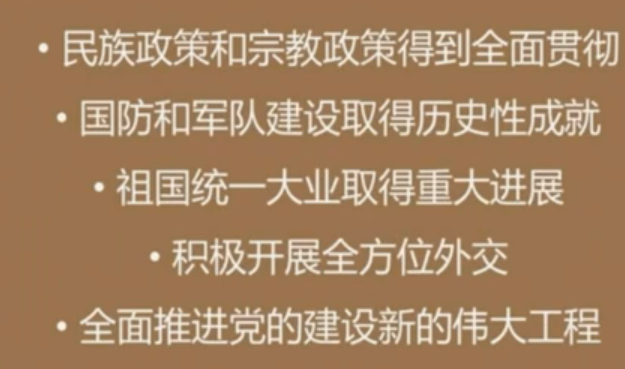 • 民族政策和宗教政策得到全面贯彻
• 国防和军队建设取得历史性成就
• 祖国统一大业取得重大进展
• 积极开展全方位外交
• 全面推进党的建设新的伟大工程